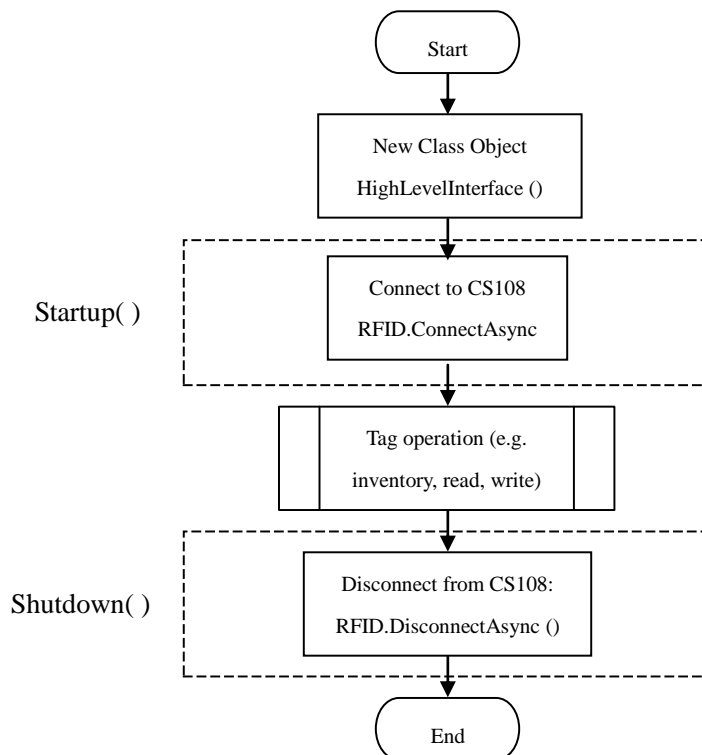 Start
New Class Object
HighLevelInterface ()
Startup( )
Connect to CS108
RFID.ConnectAsync
Tag operation (e.g.
inventory, read, write)
Shutdown( )
Disconnect from CS108:
RFID.DisconnectAsync ()
End